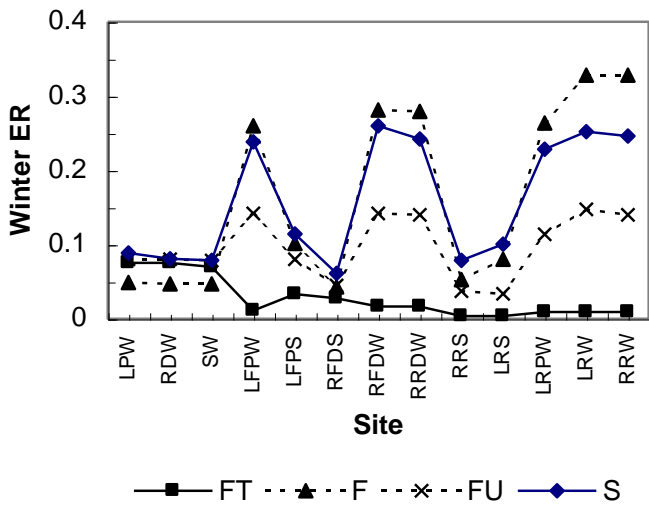 0.4
0.3
0.2
0.1
0
Winter ER
LPW
RDW
SW
LFPW
LFPS
RFDS
RFDW
RRDW
RRS
LRS
LRPW
LRW
RRW
Site
FT F FU S